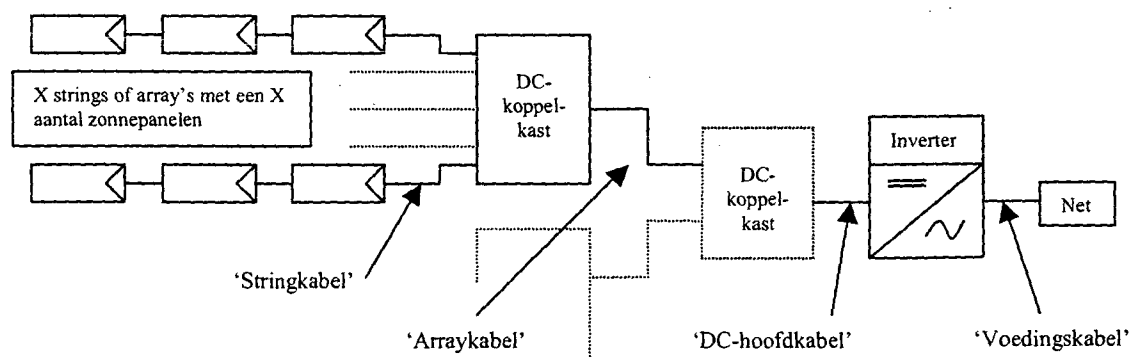 X strings of array's met een X
aantal zonnepanelen
DC-
koppel-
kast
DC-
koppel-
kast
Inverter
Net
‘Stringkabel’
‘Arraykabel’
‘DC-hoofdkabel’
‘Voedingskabel’